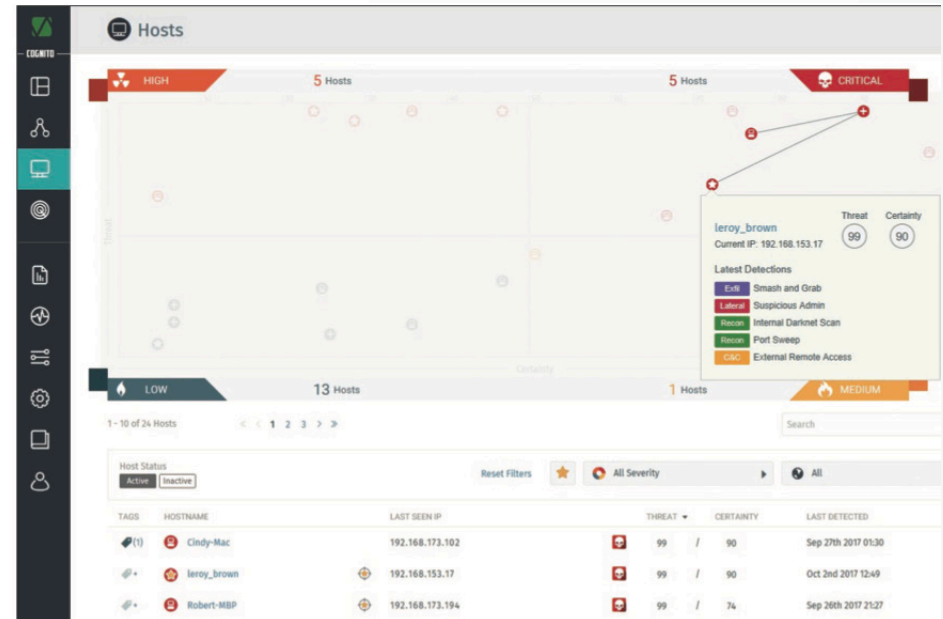 COGNITO
Hosts
HIGH
5 Hosts
5 Hosts
CRITICAL
Threat
leroy_brown
Current IP: 192.168.153.17
Threat
99
Certainty
90
Latest Detections
Exfil Smash and Grab
Lateral Suspicious Admin
Recon Internal Darknet Scan
Recon Port Sweep
C&C External Remote Access
Certainty
LOW
13 Hosts
1 Hosts
MEDIUM
1 - 10 of 24 Hosts
1 2 3
Search
Host Status
Active Inactive
Reset Filters
All Severity
All
TAGS HOSTNAME LAST SEEN IP THREAT CERTAINTY LAST DETECTED
(1) Cindy-Mac 192.168.173.102 99 / 90 Sep 27th 2017 01:30
leroy_brown 192.168.153.17 99 / 90 Oct 2nd 2017 12:49
Robert-MBP 192.168.173.194 99 / 74 Sep 26th 2017 21:27